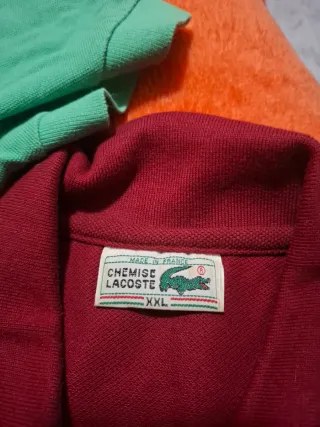 MADE IN FRANCE
CHEMISE
LACOSTE
®
XXL